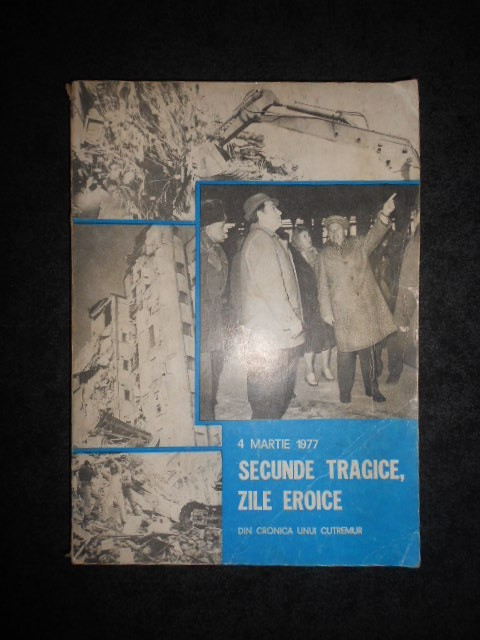 4 MARTIE 1977
SECUNDE TRAGICE,
ZILE EROICE
DIN CRONICA UNUI CUTREMUR